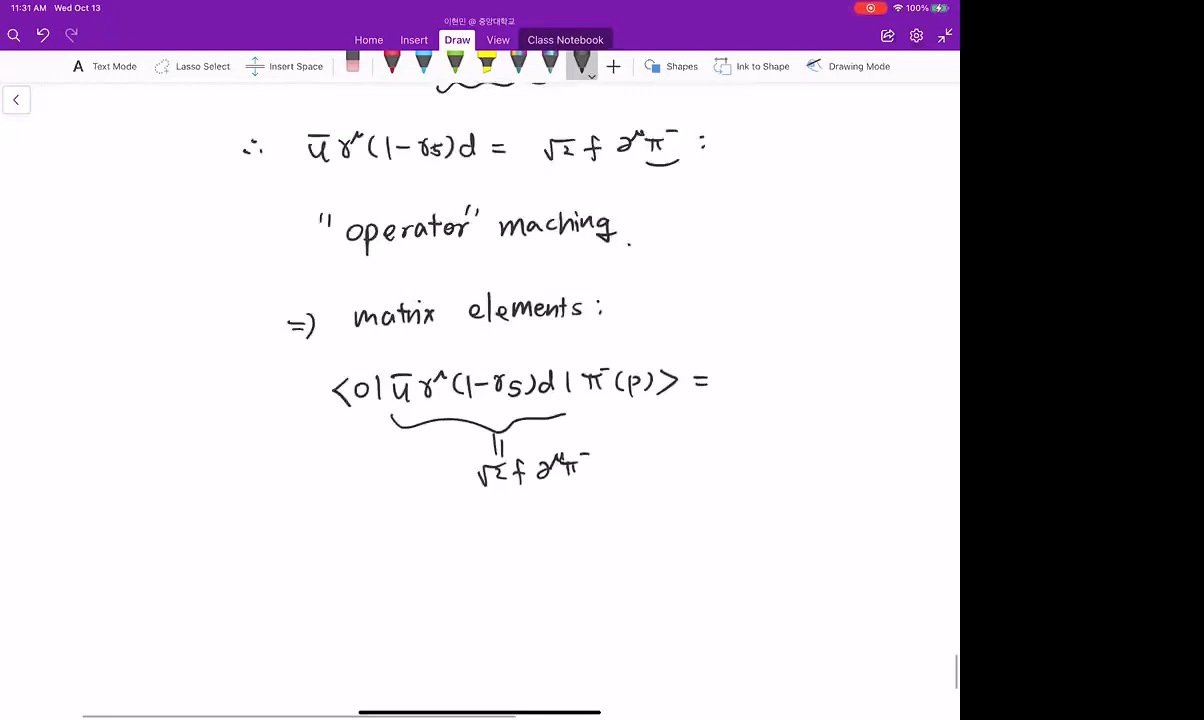 11:31 AM Wed Oct 13
100%
이현민 @ 중앙대학교
Home Insert Draw View Class Notebook
A Text Mode Lasso Select Insert Space Shapes Ink to Shape Drawing Mode
∴ ū γ^μ (1-γ5) d = √2 f ∂^μ π^- :
"operator" maching.
⇒ matrix elements:
<0| ū γ^μ (1-γ5) d | π^-(p)> =
||
√2 f ∂^μ π^-